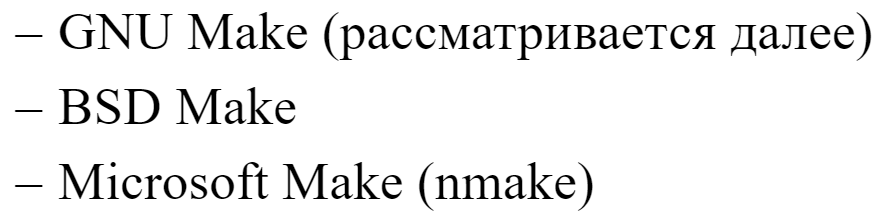 – GNU Make (рассматривается далее)
– BSD Make
– Microsoft Make (nmake)